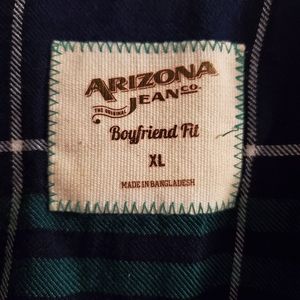 ARIZONA
THE ORIGINAL JEAN CO.
Boyfriend Fit
XL
MADE IN BANGLADESH